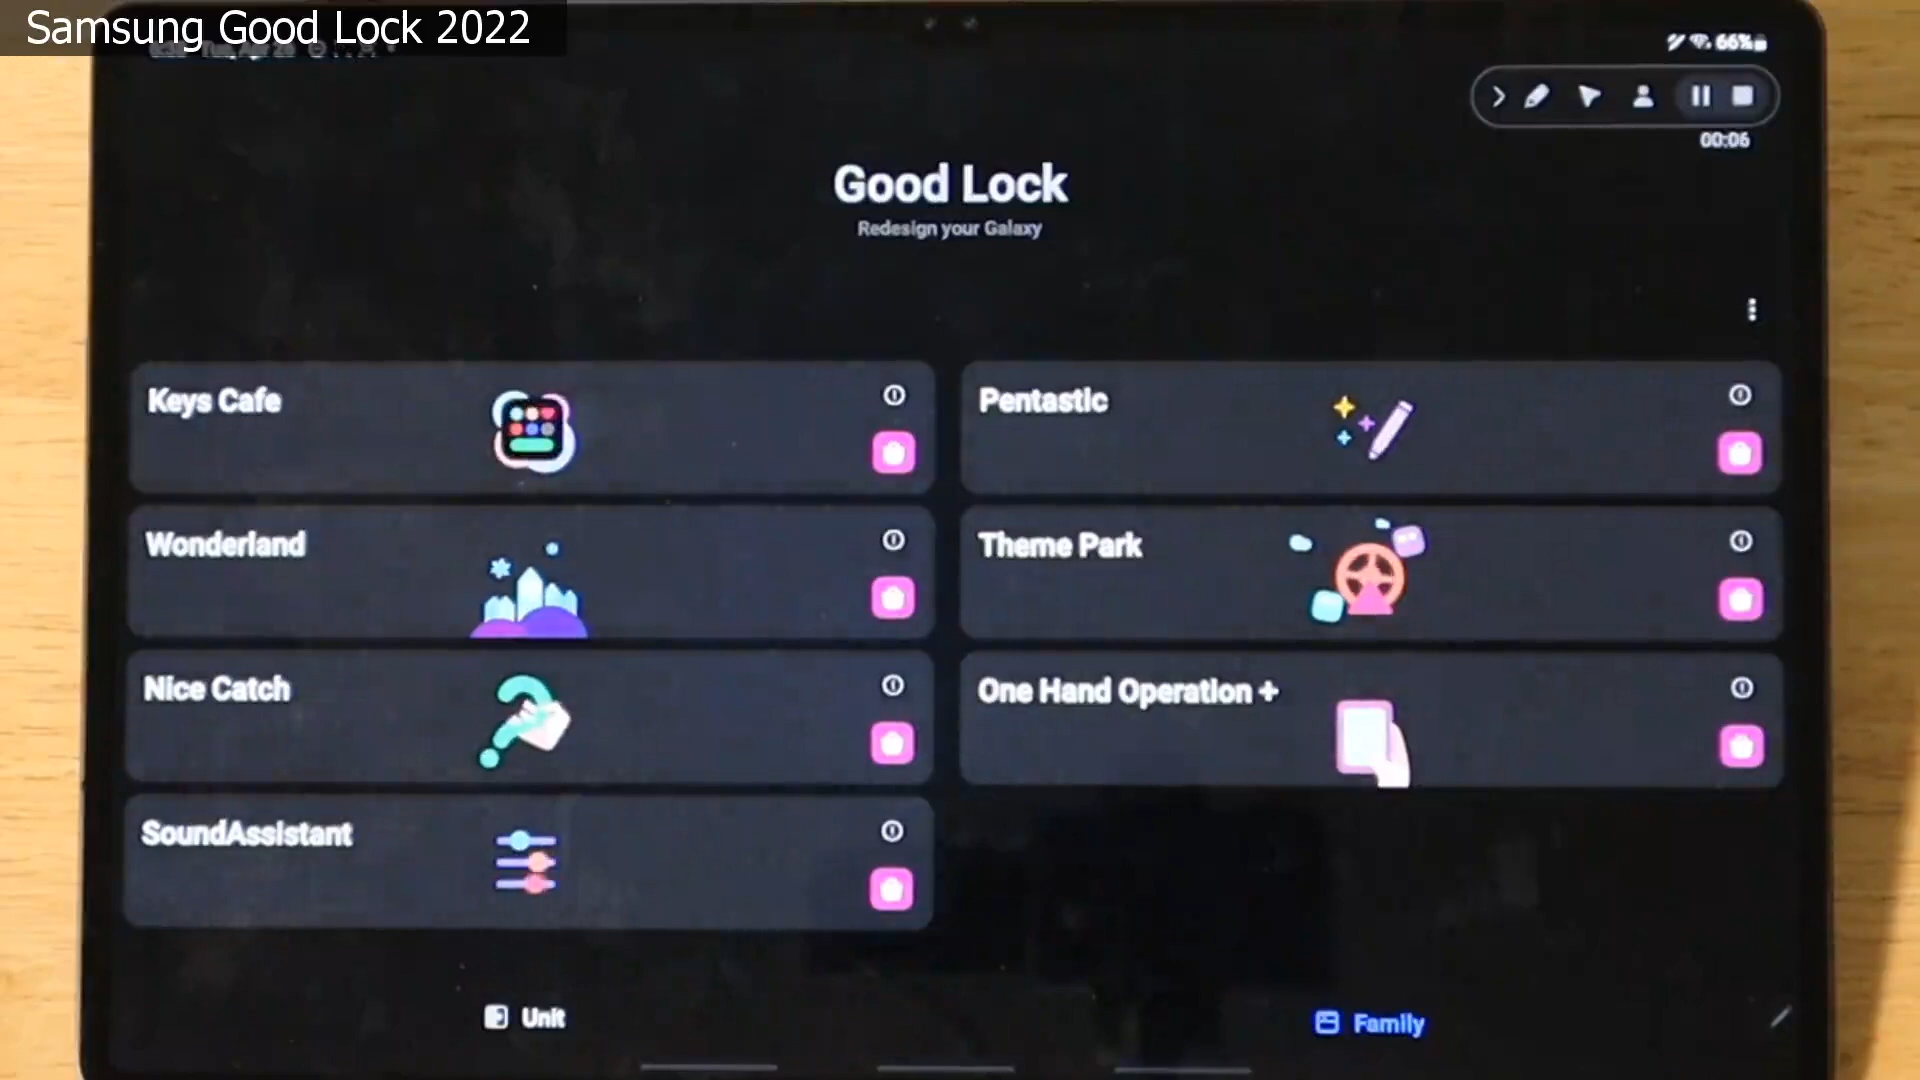 Samsung Good Lock 2022
66%
00:06
Good Lock
Redesign your Galaxy
Keys Cafe
Pentastic
Wonderland
Theme Park
Nice Catch
One Hand Operation +
SoundAssistant
Unit
Family